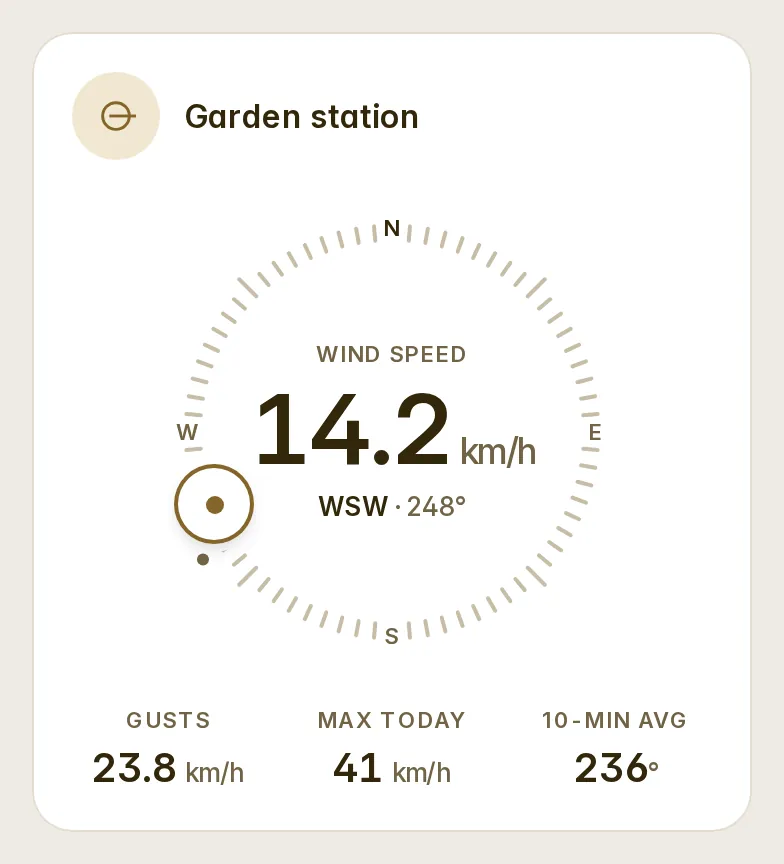 Garden station
N
WIND SPEED
W
14.2 km/h
E
WSW · 248°
S
GUSTS
MAX TODAY
10-MIN AVG
23.8 km/h
41 km/h
236°